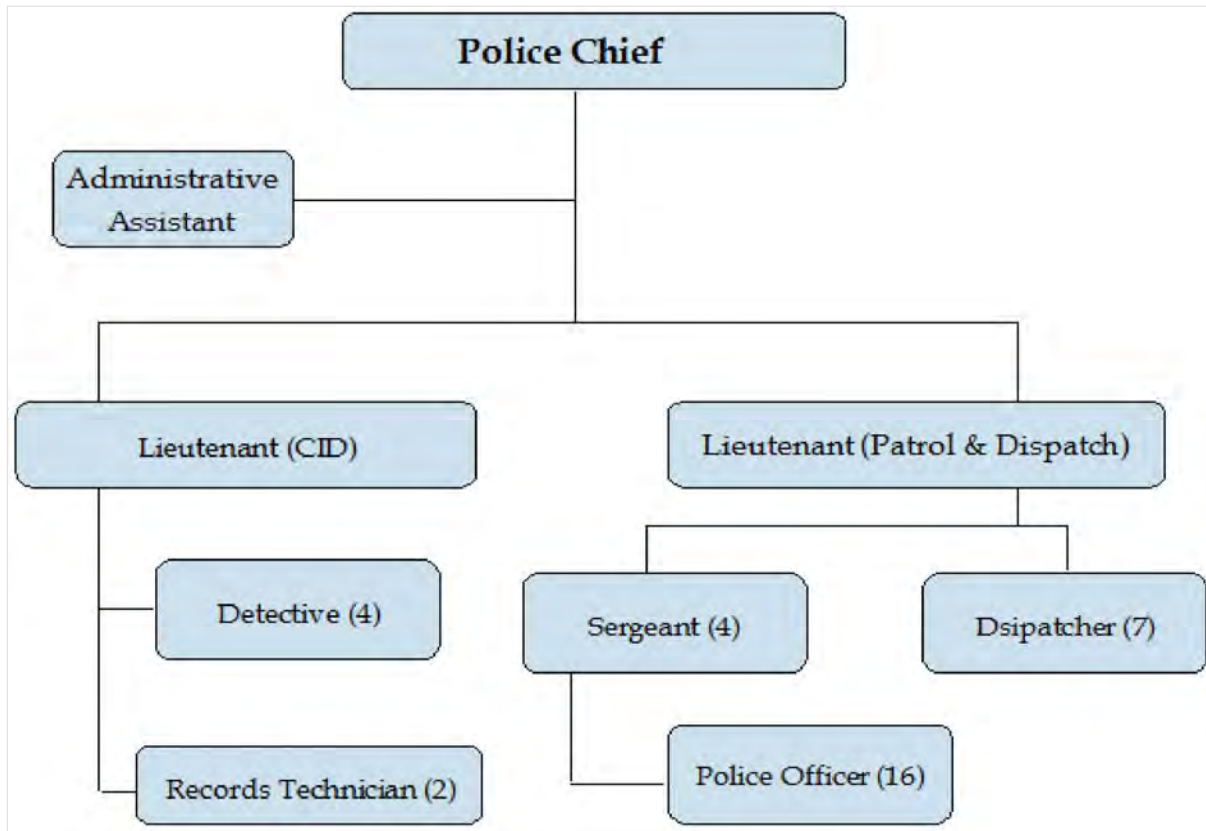 Police Chief
Administrative
Assistant
Lieutenant (CID)
Lieutenant (Patrol & Dispatch)
Detective (4)
Sergeant (4)
Dsipatcher (7)
Records Technician (2)
Police Officer (16)